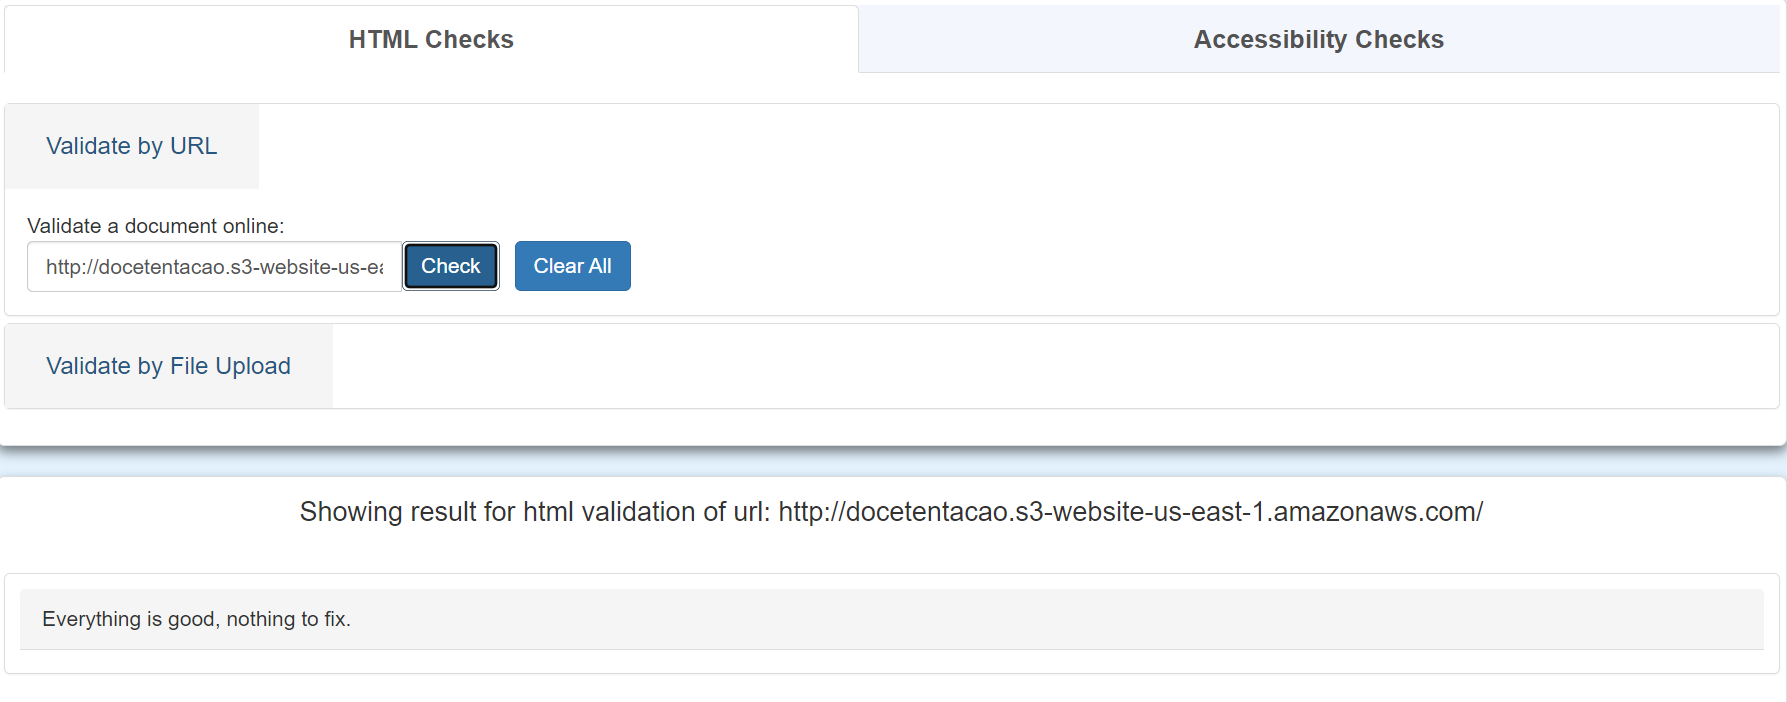 HTML Checks
Accessibility Checks
Validate by URL
Validate a document online:
http://docetentacao.s3-website-us-ea
Check
Clear All
Validate by File Upload
Showing result for html validation of url: http://docetentacao.s3-website-us-east-1.amazonaws.com/
Everything is good, nothing to fix.